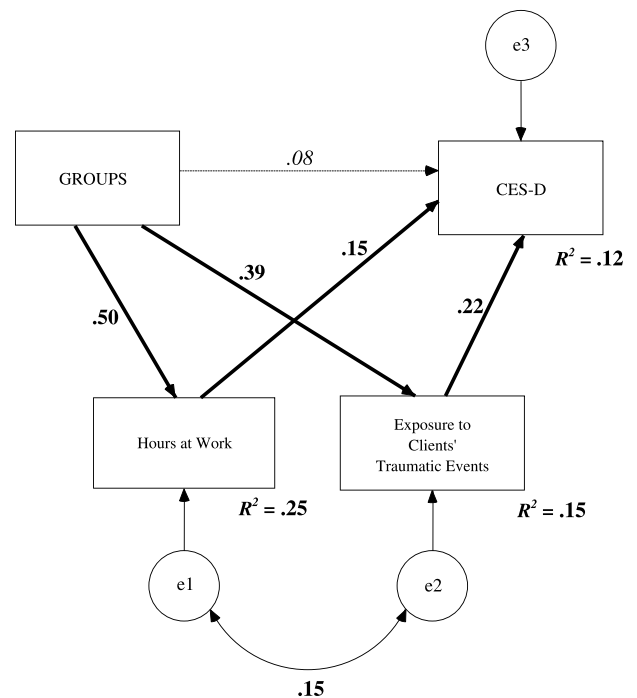 e3
GROUPS
.08
CES-D
.15
R² = .12
.39
.50
.22
Hours at Work
Exposure to
Clients'
Traumatic Events
R² = .25
R² = .15
e1
e2
.15